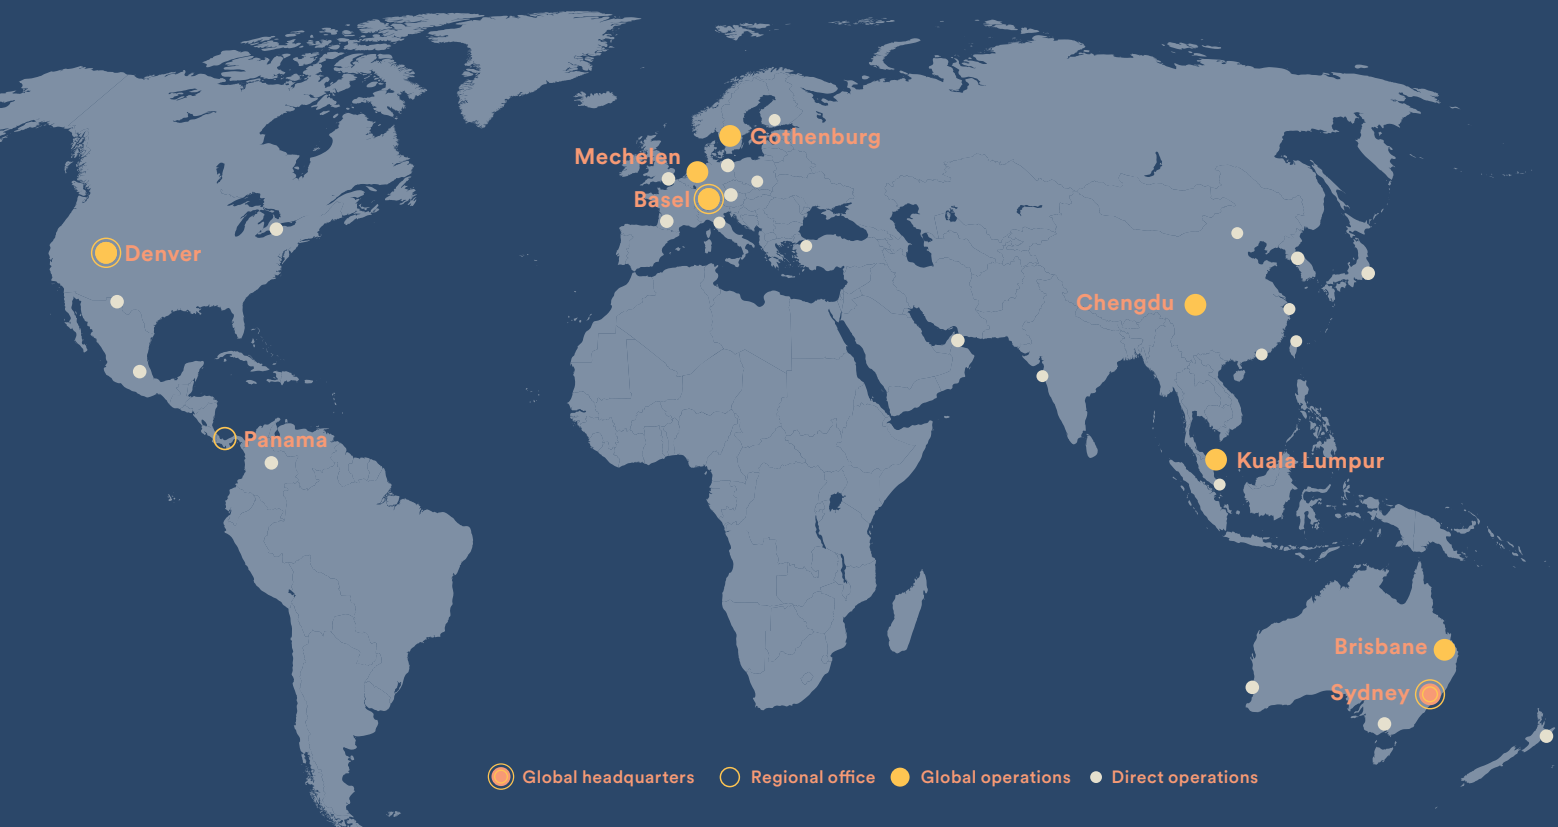 Gothenburg
Mechelen
Basel
Denver
Chengdu
Panama
Kuala Lumpur
Brisbane
Sydney
Global headquarters
Regional office
Global operations
Direct operations